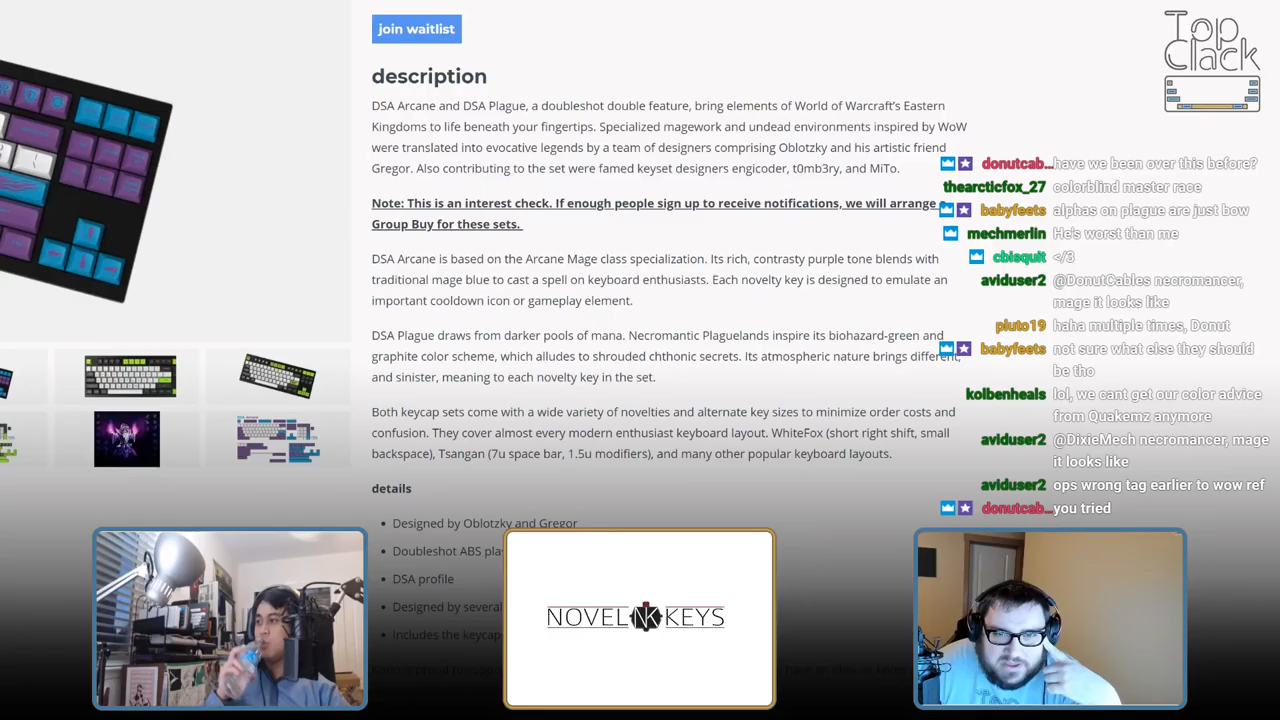 join waitlist
description
DSA Arcane and DSA Plague, a doubleshot double feature, bring elements of World of Warcraft's Eastern
Kingdoms to life beneath your fingertips. Specialized magework and undead environments inspired by WoW
were translated into evocative legends by a team of designers comprising Oblotzky and his artistic friend
Gregor. Also contributing to the set were famed keyset designers engicoder, t0mb3ry, and MiTo.
Note: This is an interest check. If enough people sign up to receive notifications, we will arrange
Group Buy for these sets.
DSA Arcane is based on the Arcane Mage class specialization. Its rich, contrasty purple tone blends with
traditional mage blue to cast a spell on keyboard enthusiasts. Each novelty key is designed to emulate an
important cooldown icon or gameplay element.
DSA Plague draws from darker pools of mana. Necromantic Plaguelands inspire its biohazard-green and
graphite color scheme, which alludes to shrouded chthonic secrets. Its atmospheric nature brings different,
and sinister, meaning to each novelty key in the set.
Both keycap sets come with a wide variety of novelties and alternate key sizes to minimize order costs and
confusion. They cover almost every modern enthusiast keyboard layout. WhiteFox (short right shift, small
backspace), Tsangan (7u space bar, 1.5u modifiers), and many other popular keyboard layouts.
details
Designed by Oblotzky and Gregor
Doubleshot ABS
DSA profile
Designed by several
Includes the keycap
Top
Clack
donutcab... have we been over this before?
thearcticfox_27 colorblind master race
babyfeets alphas on plague are just bow
mechmerlin He's worst than me
cbisquit </3
aviduser2 @DonutCables necromancer,
mage it looks like
pluto19 haha multiple times, Donut
babyfeets not sure what else they should
be tho
kolbenheals lol, we cant get our color advice
from Quakemz anymore
aviduser2 @DixieMech necromancer, mage
it looks like
aviduser2 ops wrong tag earlier to wow ref
donutcab... you tried
NOVEL NK KEYS